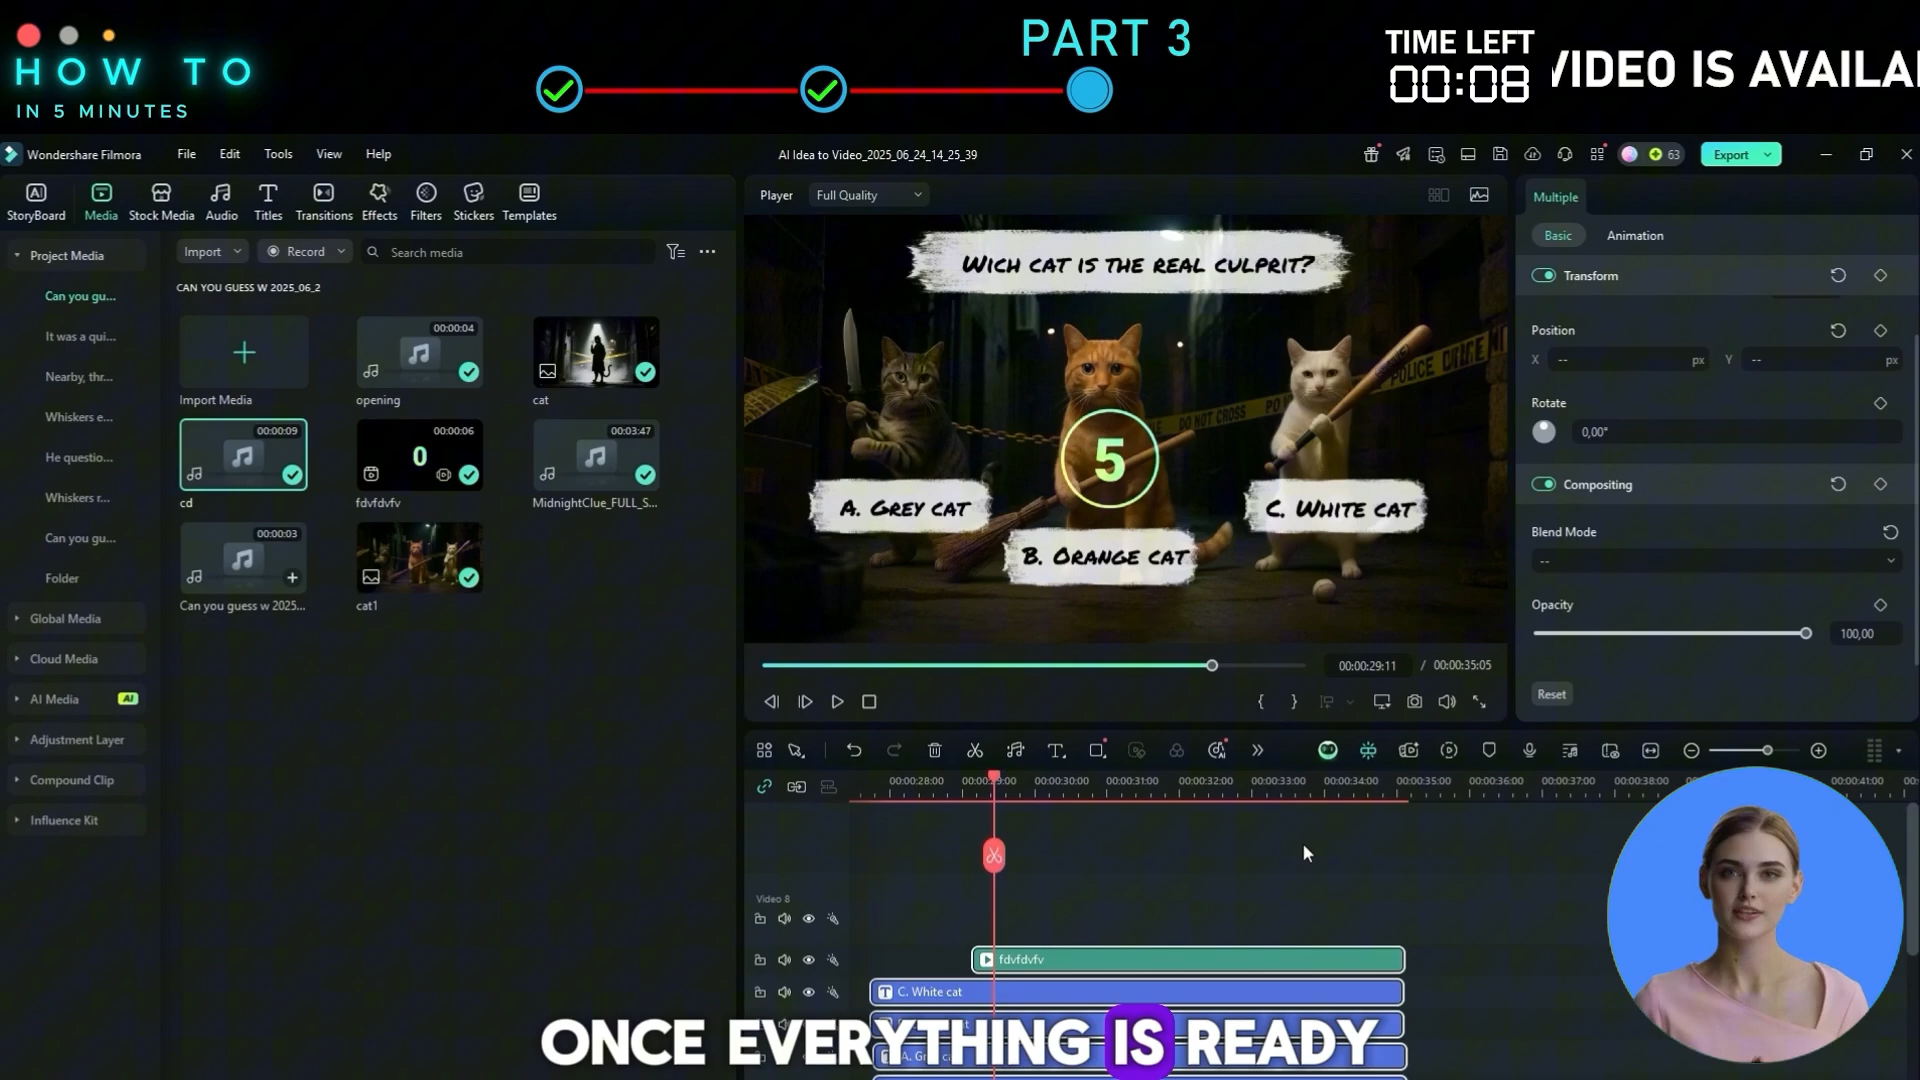 HOW TO
IN 5 MINUTES
PART 3
TIME LEFT
00:08
VIDEO IS AVAILA
Wondershare Filmora
File
Edit
Tools
View
Help
AI Idea to Video_2025_06_24_14_25_39
63
Export
StoryBoard
Media
Stock Media
Audio
Titles
Transitions
Effects
Filters
Stickers
Templates
Project Media
Can you gu...
It was a qui...
Nearby, thr...
Whiskers e...
He questio...
Whiskers r...
Can you gu...
Folder
Global Media
Cloud Media
AI Media
AI
Adjustment Layer
Compound Clip
Influence Kit
Import
Record
Search media
CAN YOU GUESS W 2025_06_2
Import Media
00:00:04
opening
cat
00:00:09
cd
00:00:06
0
fdvfdvfv
00:03:47
MidnightClue_FULL_S...
00:00:03
Can you guess w 2025...
cat1
Player
Full Quality
Wich cat is the real culprit?
POLICE
DO NOT CROSS
5
A. Grey cat
B. Orange cat
C. White cat
00:00:29:11
/ 00:00:35:05
Multiple
Basic
Animation
Transform
Position
X -- px
Y -- px
Rotate
0,00°
Compositing
Blend Mode
--
Opacity
100,00
Reset
00:00:28:00
00:00:29:00
00:00:30:00
00:00:31:00
00:00:32:00
00:00:33:00
00:00:34:00
00:00:35:00
00:00:36:00
00:00:37:00
00:00:38:00
00:00:41:00
Video 8
fdvfdvfv
C. White cat
ONCE EVERYTHING IS READY